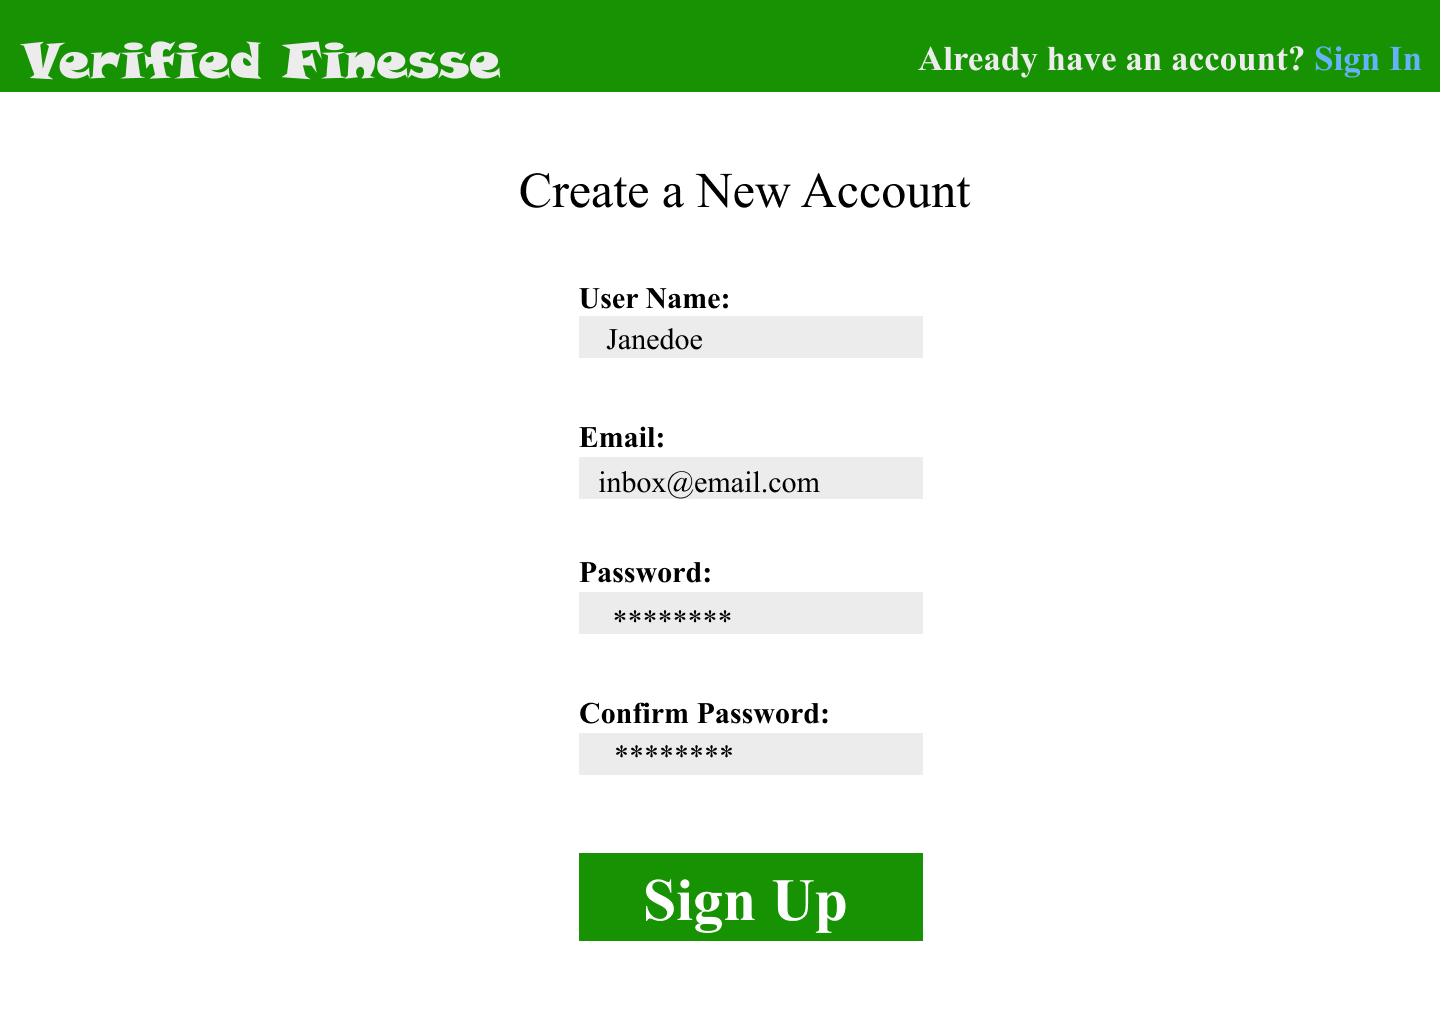 Verified Finesse
Already have an account? Sign In
Create a New Account
User Name:
Janedoe
Email:
inbox@email.com
Password:
********
Confirm Password:
********
Sign Up